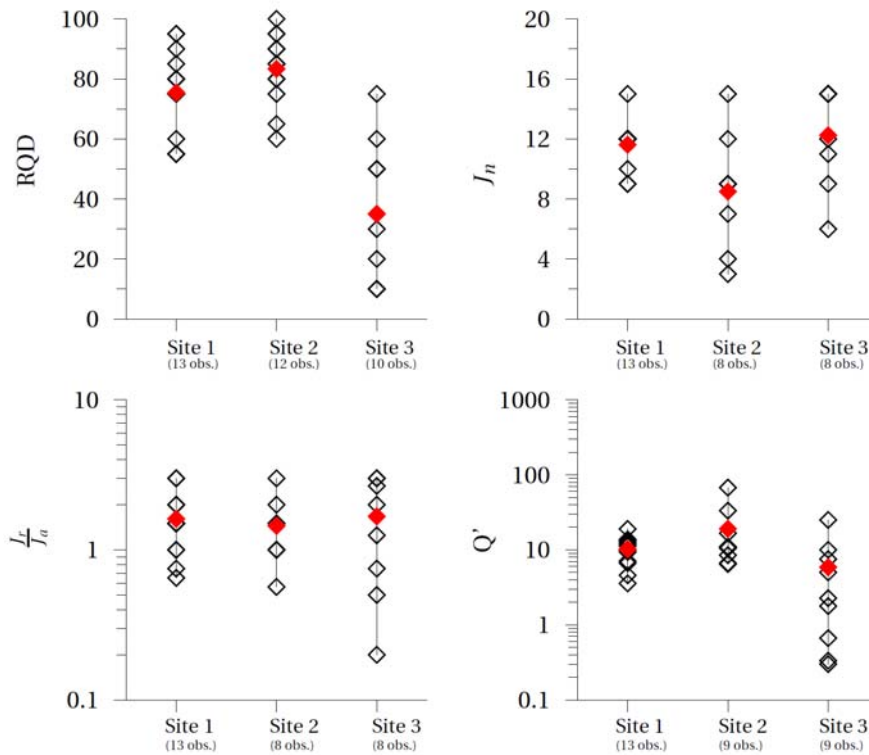 100
80
60
40
20
0
RQD
Site 1
(13 obs.)
Site 2
(12 obs.)
Site 3
(10 obs.)
20
16
12
8
4
0
Jn
Site 1
(13 obs.)
Site 2
(8 obs.)
Site 3
(8 obs.)
10
1
0.1
Jr
Ja
Site 1
(13 obs.)
Site 2
(8 obs.)
Site 3
(8 obs.)
1000
100
10
1
0.1
Q'
Site 1
(13 obs.)
Site 2
(9 obs.)
Site 3
(9 obs.)